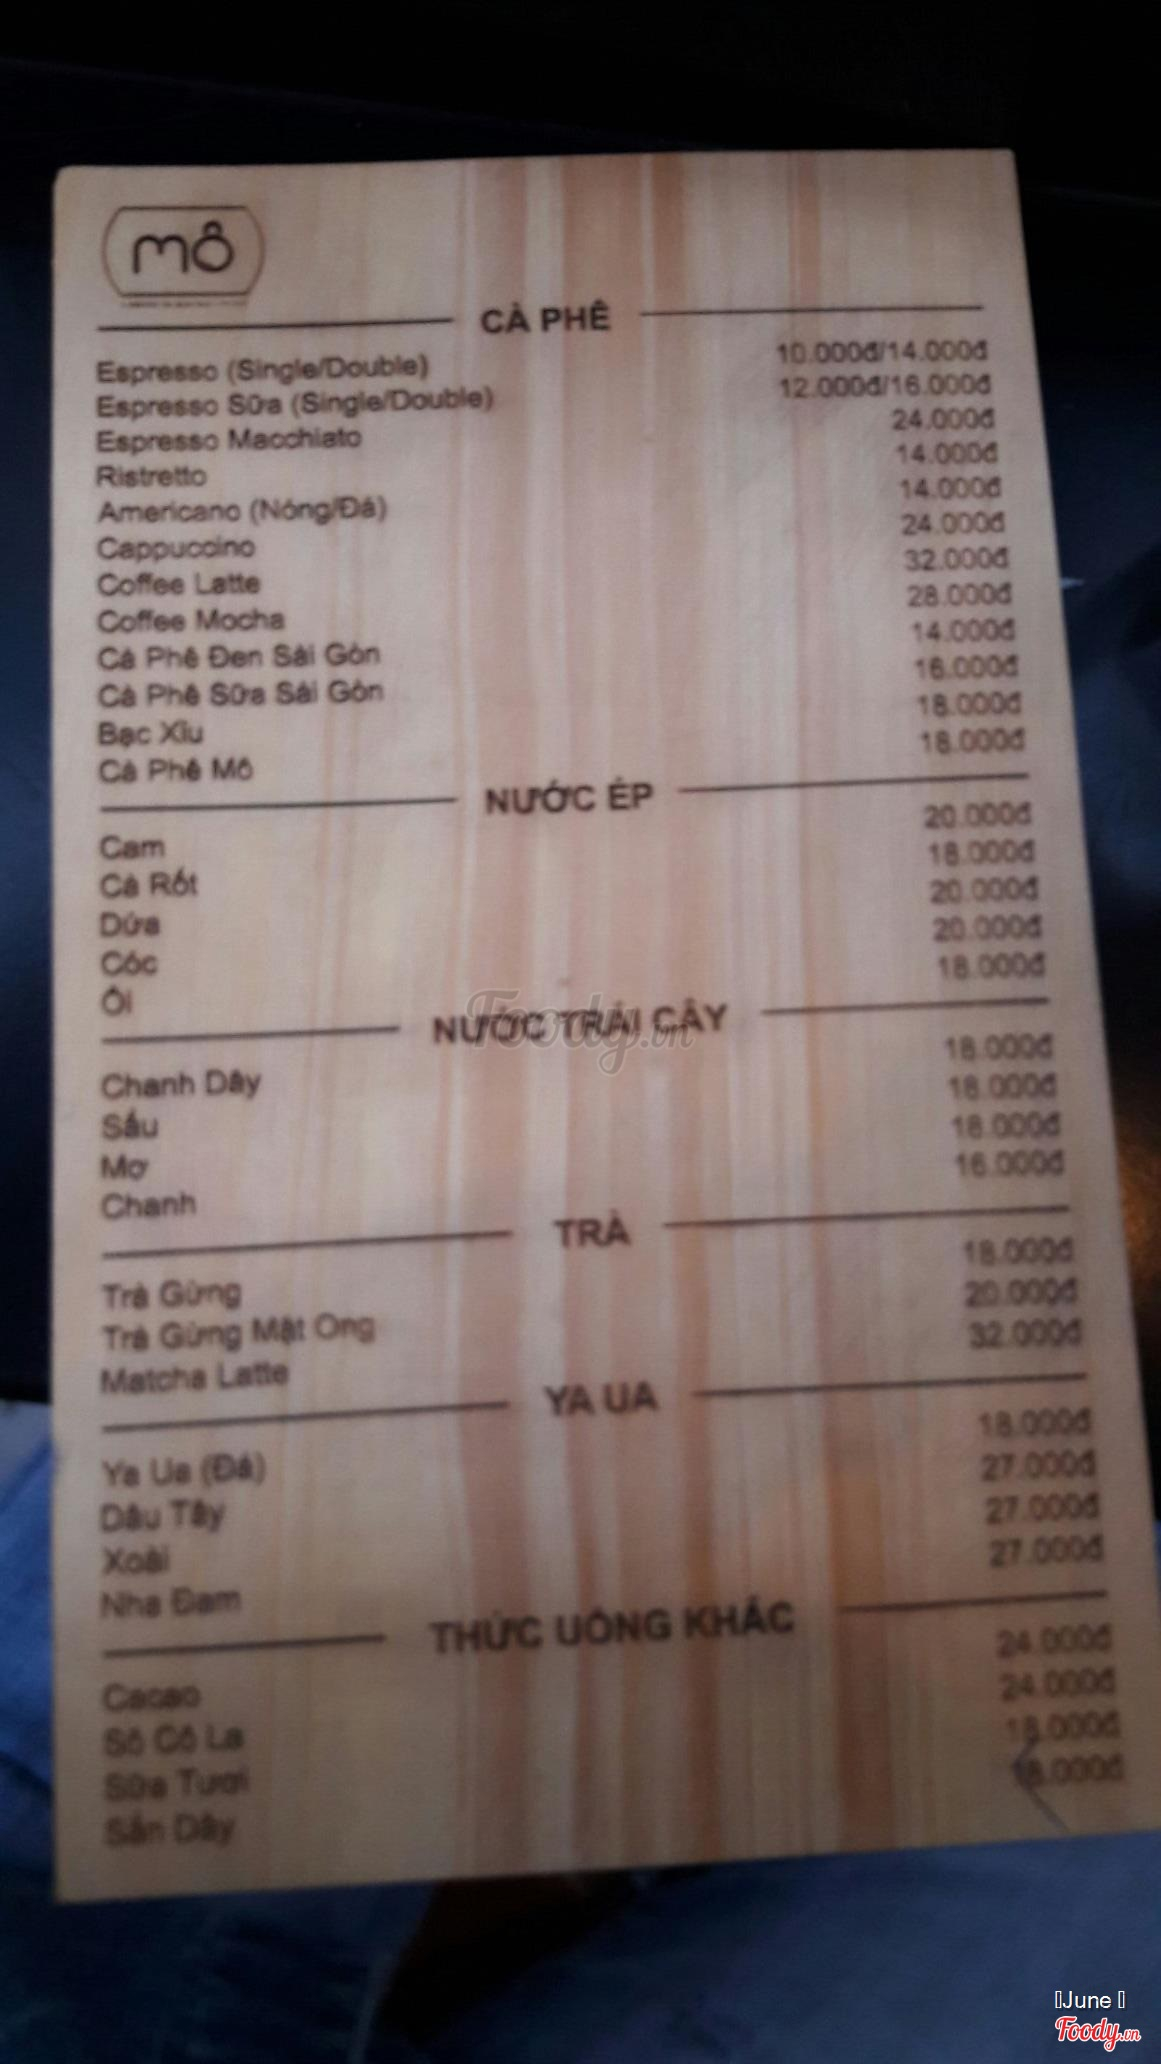 mô
CÀ PHÊ
Espresso (Single/Double) 10.000đ/14.000đ
Espresso Sữa (Single/Double) 12.000đ/16.000đ
Espresso Macchiato 24.000đ
Ristretto 14.000đ
Americano (Nóng/Đá) 14.000đ
Cappuccino 24.000đ
Coffee Latte 32.000đ
Coffee Mocha 28.000đ
Cà Phê Đen Sài Gòn 14.000đ
Cà Phê Sữa Sài Gòn 16.000đ
Bạc Xỉu 18.000đ
Cà Phê Mô 18.000đ
NƯỚC ÉP
Cam 20.000đ
Cà Rốt 18.000đ
Dứa 20.000đ
Cóc 20.000đ
Ổi 18.000đ
NƯỚC TRÁI CÂY
Foody.vn
Chanh Dây 18.000đ
Sấu 18.000đ
Mơ 18.000đ
Chanh 16.000đ
TRÀ
Trà Gừng 18.000đ
Trà Gừng Mật Ong 20.000đ
Matcha Latte 32.000đ
YA UA
Ya Ua (Đá) 18.000đ
Dâu Tây 27.000đ
Xoài 27.000đ
Nha Đam 27.000đ
THỨC UỐNG KHÁC
Cacao 24.000đ
Sô Cô La 24.000đ
Sữa Tươi 18.000đ
Sắn Dây 18.000đ
June
Foody.vn